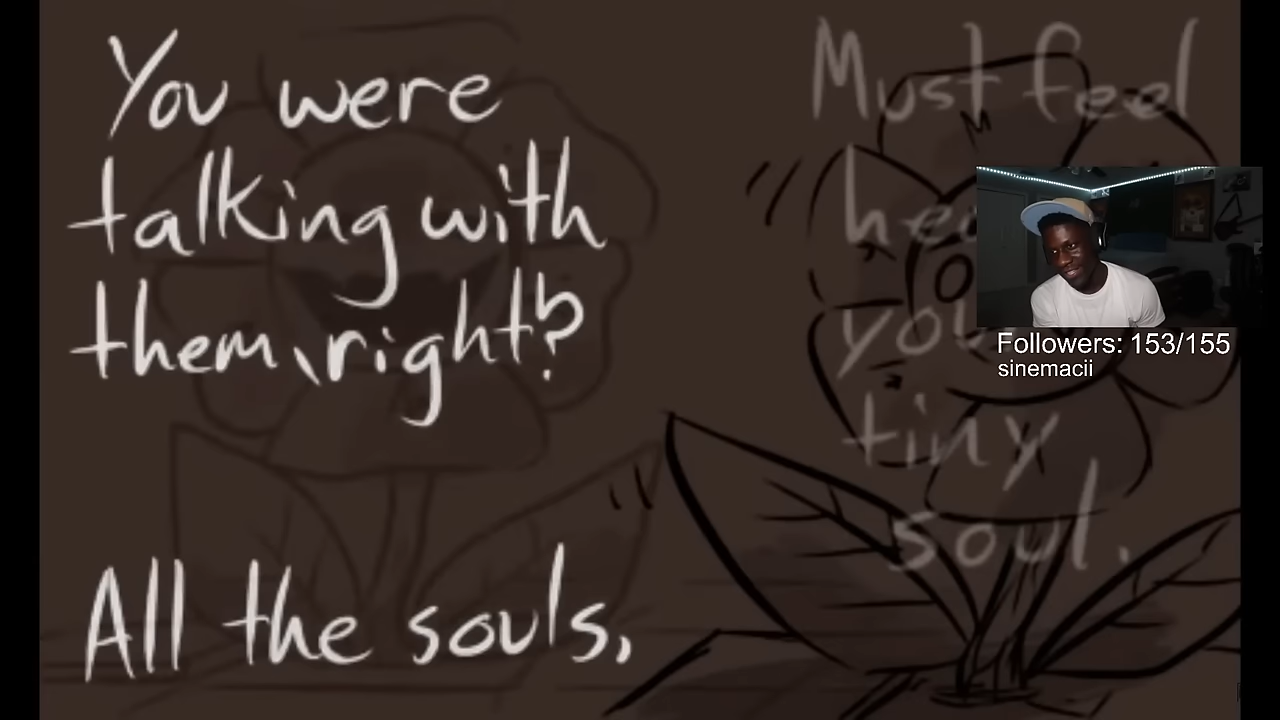 You were
talking with
them, right?
All the souls,
Must feel
you
tiny
soul.
Followers: 153/155
sinemacii